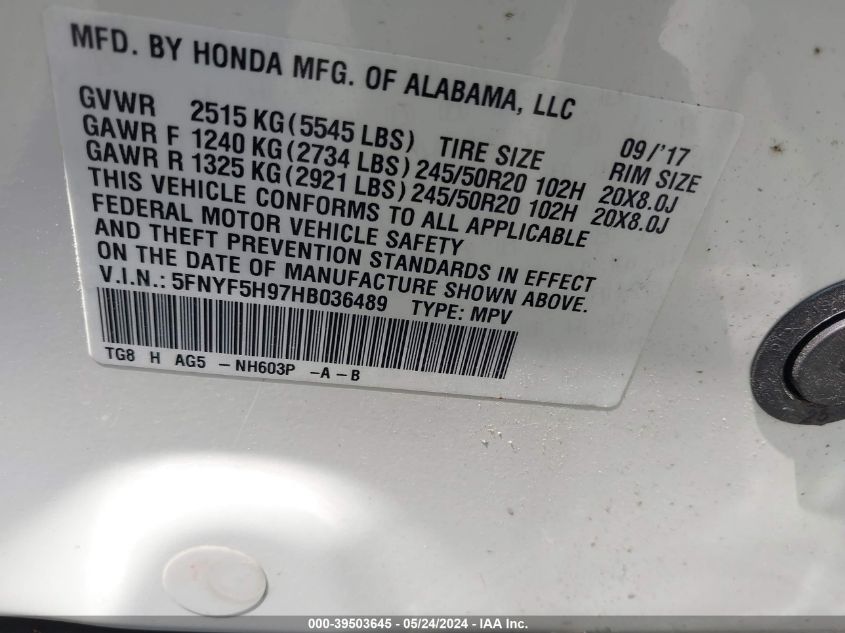 MFD. BY HONDA MFG. OF ALABAMA, LLC
GVWR 2515 KG (5545 LBS) TIRE SIZE 09/'17 RIM SIZE
GAWR F 1240 KG (2734 LBS) 245/50R20 102H 20X8.0J
GAWR R 1325 KG (2921 LBS) 245/50R20 102H 20X8.0J
THIS VEHICLE CONFORMS TO ALL APPLICABLE
FEDERAL MOTOR VEHICLE SAFETY
AND THEFT PREVENTION STANDARDS IN EFFECT
ON THE DATE OF MANUFACTURE SHOWN ABOVE.
V.I.N.: 5FNYF5H97HB036489 TYPE: MPV
TG8 H AG5 - NH603P - A - B
000-39503645 - 05/24/2024 - IAA Inc.